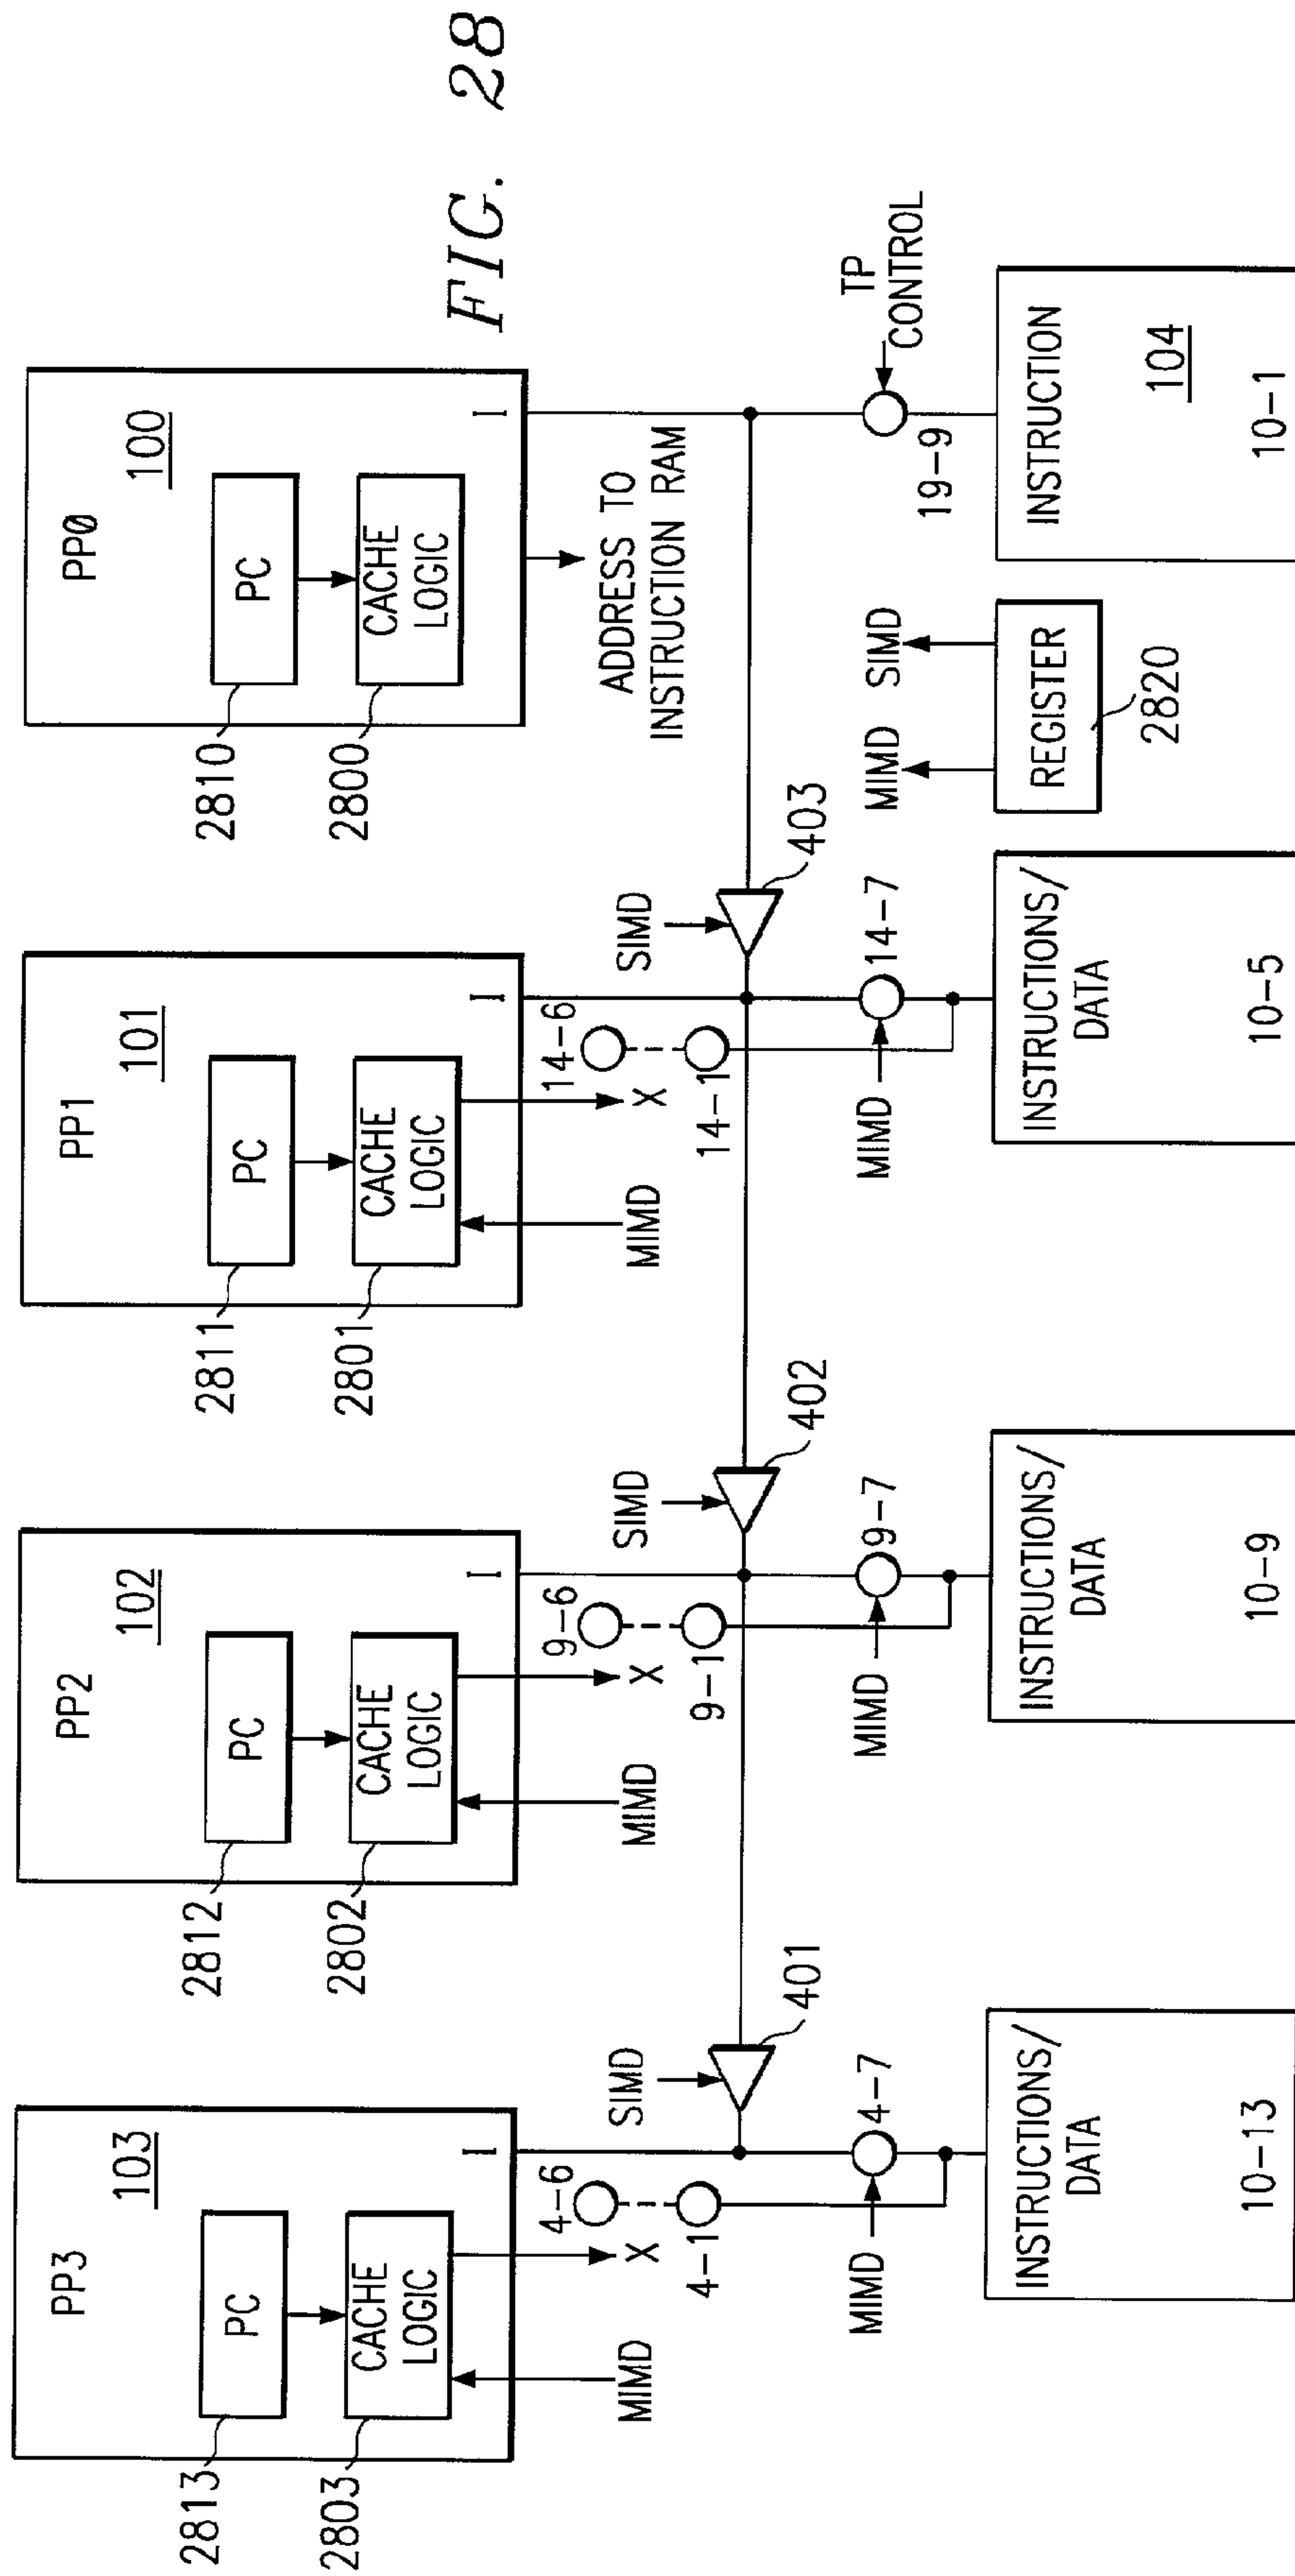 FIG. 28
PP3
103
PC
CACHE
LOGIC
I
2813
2803
MIMD
X
4-6
4-1
SIMD
401
MIMD
4-7
INSTRUCTIONS/
DATA
10-13
PP2
102
PC
CACHE
LOGIC
I
2812
2802
MIMD
X
9-6
9-1
SIMD
402
MIMD
9-7
INSTRUCTIONS/
DATA
10-9
PP1
101
PC
CACHE
LOGIC
I
2811
2801
MIMD
X
14-6
14-1
SIMD
403
MIMD
14-7
INSTRUCTIONS/
DATA
10-5
PP0
100
PC
CACHE
LOGIC
I
2810
2800
ADDRESS TO
INSTRUCTION RAM
MIMD
SIMD
REGISTER
2820
TP
CONTROL
19-9
INSTRUCTION
104
10-1